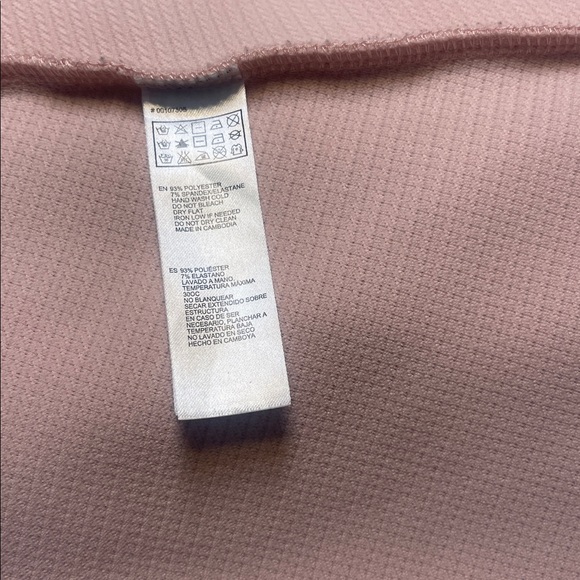 # 00107308
EN 93% POLYESTER
7% SPANDEX/ELASTANE
HAND WASH COLD
DO NOT BLEACH
DRY FLAT
IRON LOW IF NEEDED
DO NOT DRY CLEAN
MADE IN CAMBODIA
ES 93% POLIÉSTER
7% ELASTANO
LAVADO A MANO,
TEMPERATURA MÁXIMA
30OC
NO BLANQUEAR
SECAR EXTENDIDO SOBRE
ESTRUCTURA
EN CASO DE SER
NECESARIO, PLANCHAR A
TEMPERATURA BAJA
NO LAVADO EN SECO
HECHO EN CAMBOYA